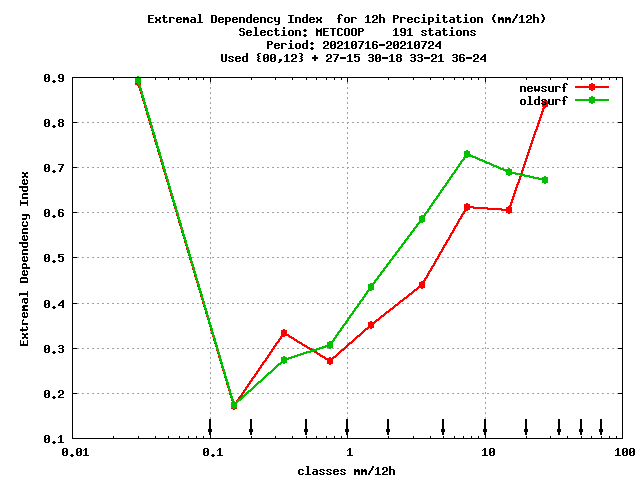 Extremal Dependency Index  for 12h Precipitation (mm/12h)
Selection: METCOOP    191 stations
Period: 20210716-20210724
Used {00,12} + 27-15 30-18 33-21 36-24
newsurf
oldsurf
0.9
0.8
0.7
0.6
0.5
0.4
0.3
0.2
0.1
Extremal Dependency Index
0.01 0.1 1 10 100
classes mm/12h